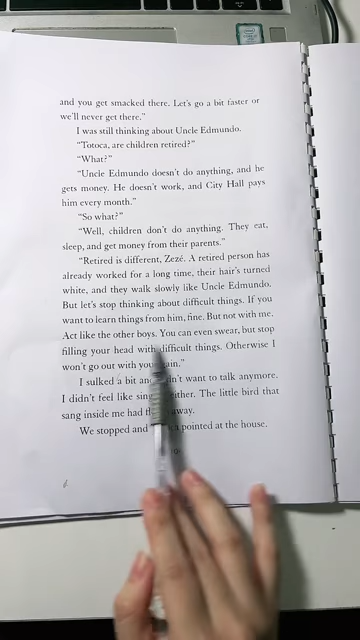 and you get smacked there. Let's go a bit faster or
we'll never get there."
I was still thinking about Uncle Edmundo.
"Totoca, are children retired?"
"What?"
"Uncle Edmundo doesn't do anything, and he
gets money. He doesn't work, and City Hall pays
him every month."
"So what?"
"Well, children don't do anything. They eat,
sleep, and get money from their parents."
"Retired is different, Zezé. A retired person has
already worked for a long time, their hair's turned
white, and they walk slowly like Uncle Edmundo.
But let's stop thinking about difficult things. If you
want to learn things from him, fine. But not with me.
Act like the other boys. You can even swear, but stop
filling your head with difficult things. Otherwise I
won't go out with you
I sulked a bit and didn't want to talk anymore.
I didn't feel like either. The little bird that
sang inside me had away.
We stopped and pointed at the house.